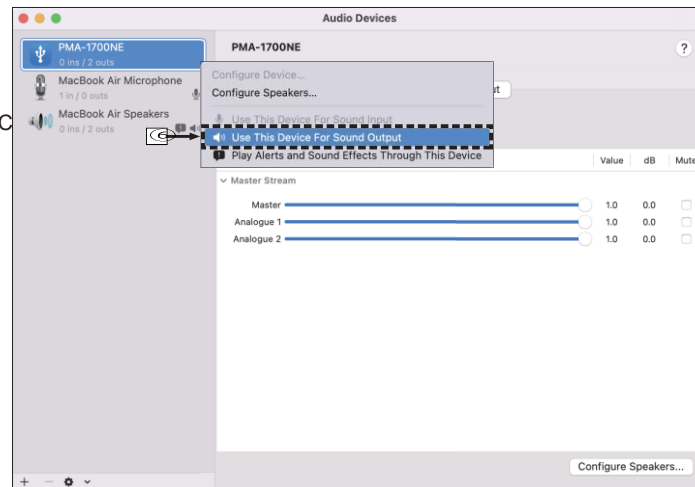 Audio Devices
PMA-1700NE
0 ins / 2 outs
MacBook Air Microphone
1 in / 0 outs
MacBook Air Speakers
0 ins / 2 outs
C
PMA-1700NE
?
Configure Device...
Configure Speakers...
Use This Device For Sound Input
Use This Device For Sound Output
Play Alerts and Sound Effects Through This Device
ut
Value dB Mute
Master Stream
Master 1.0 0.0
Analogue 1 1.0 0.0
Analogue 2 1.0 0.0
Configure Speakers...